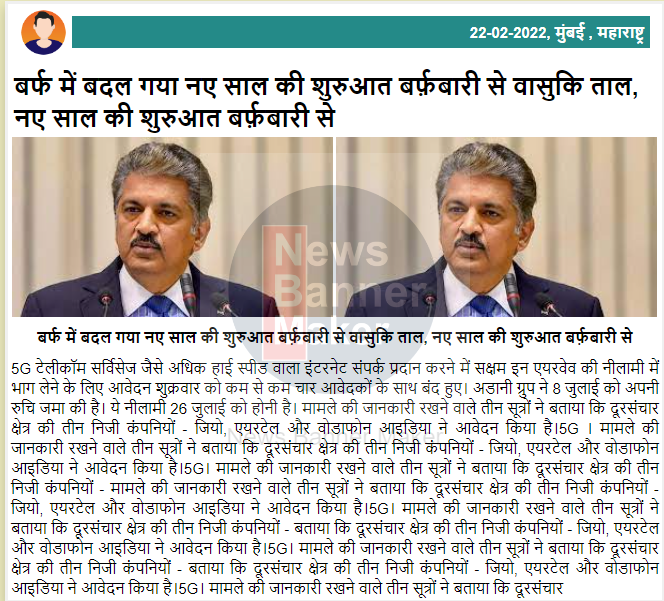 22-02-2022, मुंबई , महाराष्ट्र
बर्फ में बदल गया नए साल की शुरुआत बर्फ़बारी से वासुकि ताल,
नए साल की शुरुआत बर्फ़बारी से
News
Banner
Maker
बर्फ में बदल गया नए साल की शुरुआत बर्फ़बारी से वासुकि ताल, नए साल की शुरुआत बर्फ़बारी से
5G टेलीकॉम सर्विसेज जैसे अधिक हाई स्पीड वाला इंटरनेट संपर्क प्रदान करने में सक्षम इन एयरवेव की नीलामी में
भाग लेने के लिए आवेदन शुक्रवार को कम से कम चार आवेदकों के साथ बंद हुए। अडानी ग्रुप ने 8 जुलाई को अपनी
रुचि जमा की है। ये नीलामी 26 जुलाई को होनी है। मामले की जानकारी रखने वाले तीन सूत्रों ने बताया कि दूरसंचार
क्षेत्र की तीन निजी कंपनियों - जियो, एयरटेल और वोडाफोन आइडिया ने आवेदन किया है।5G । मामले की
News Banner Maker
जानकारी रखने वाले तीन सूत्रों ने बताया कि दूरसंचार क्षेत्र की तीन निजी कंपनियों - जियो, एयरटेल और वोडाफोन
आइडिया ने आवेदन किया है।5G। मामले की जानकारी रखने वाले तीन सूत्रों ने बताया कि दूरसंचार क्षेत्र की तीन
निजी कंपनियों - मामले की जानकारी रखने वाले तीन सूत्रों ने बताया कि दूरसंचार क्षेत्र की तीन निजी कंपनियों -
जियो, एयरटेल और वोडाफोन आइडिया ने आवेदन किया है।5G। मामले की जानकारी रखने वाले तीन सूत्रों ने
बताया कि दूरसंचार क्षेत्र की तीन निजी कंपनियों - बताया कि दूरसंचार क्षेत्र की तीन निजी कंपनियों - जियो, एयरटेल
और वोडाफोन आइडिया ने आवेदन किया है।5G। मामले की जानकारी रखने वाले तीन सूत्रों ने बताया कि दूरसंचार
क्षेत्र की तीन निजी कंपनियों - बताया कि दूरसंचार क्षेत्र की तीन निजी कंपनियों - जियो, एयरटेल और वोडाफोन
आइडिया ने आवेदन किया है।5G। मामले की जानकारी रखने वाले तीन सूत्रों ने बताया कि दूरसंचार